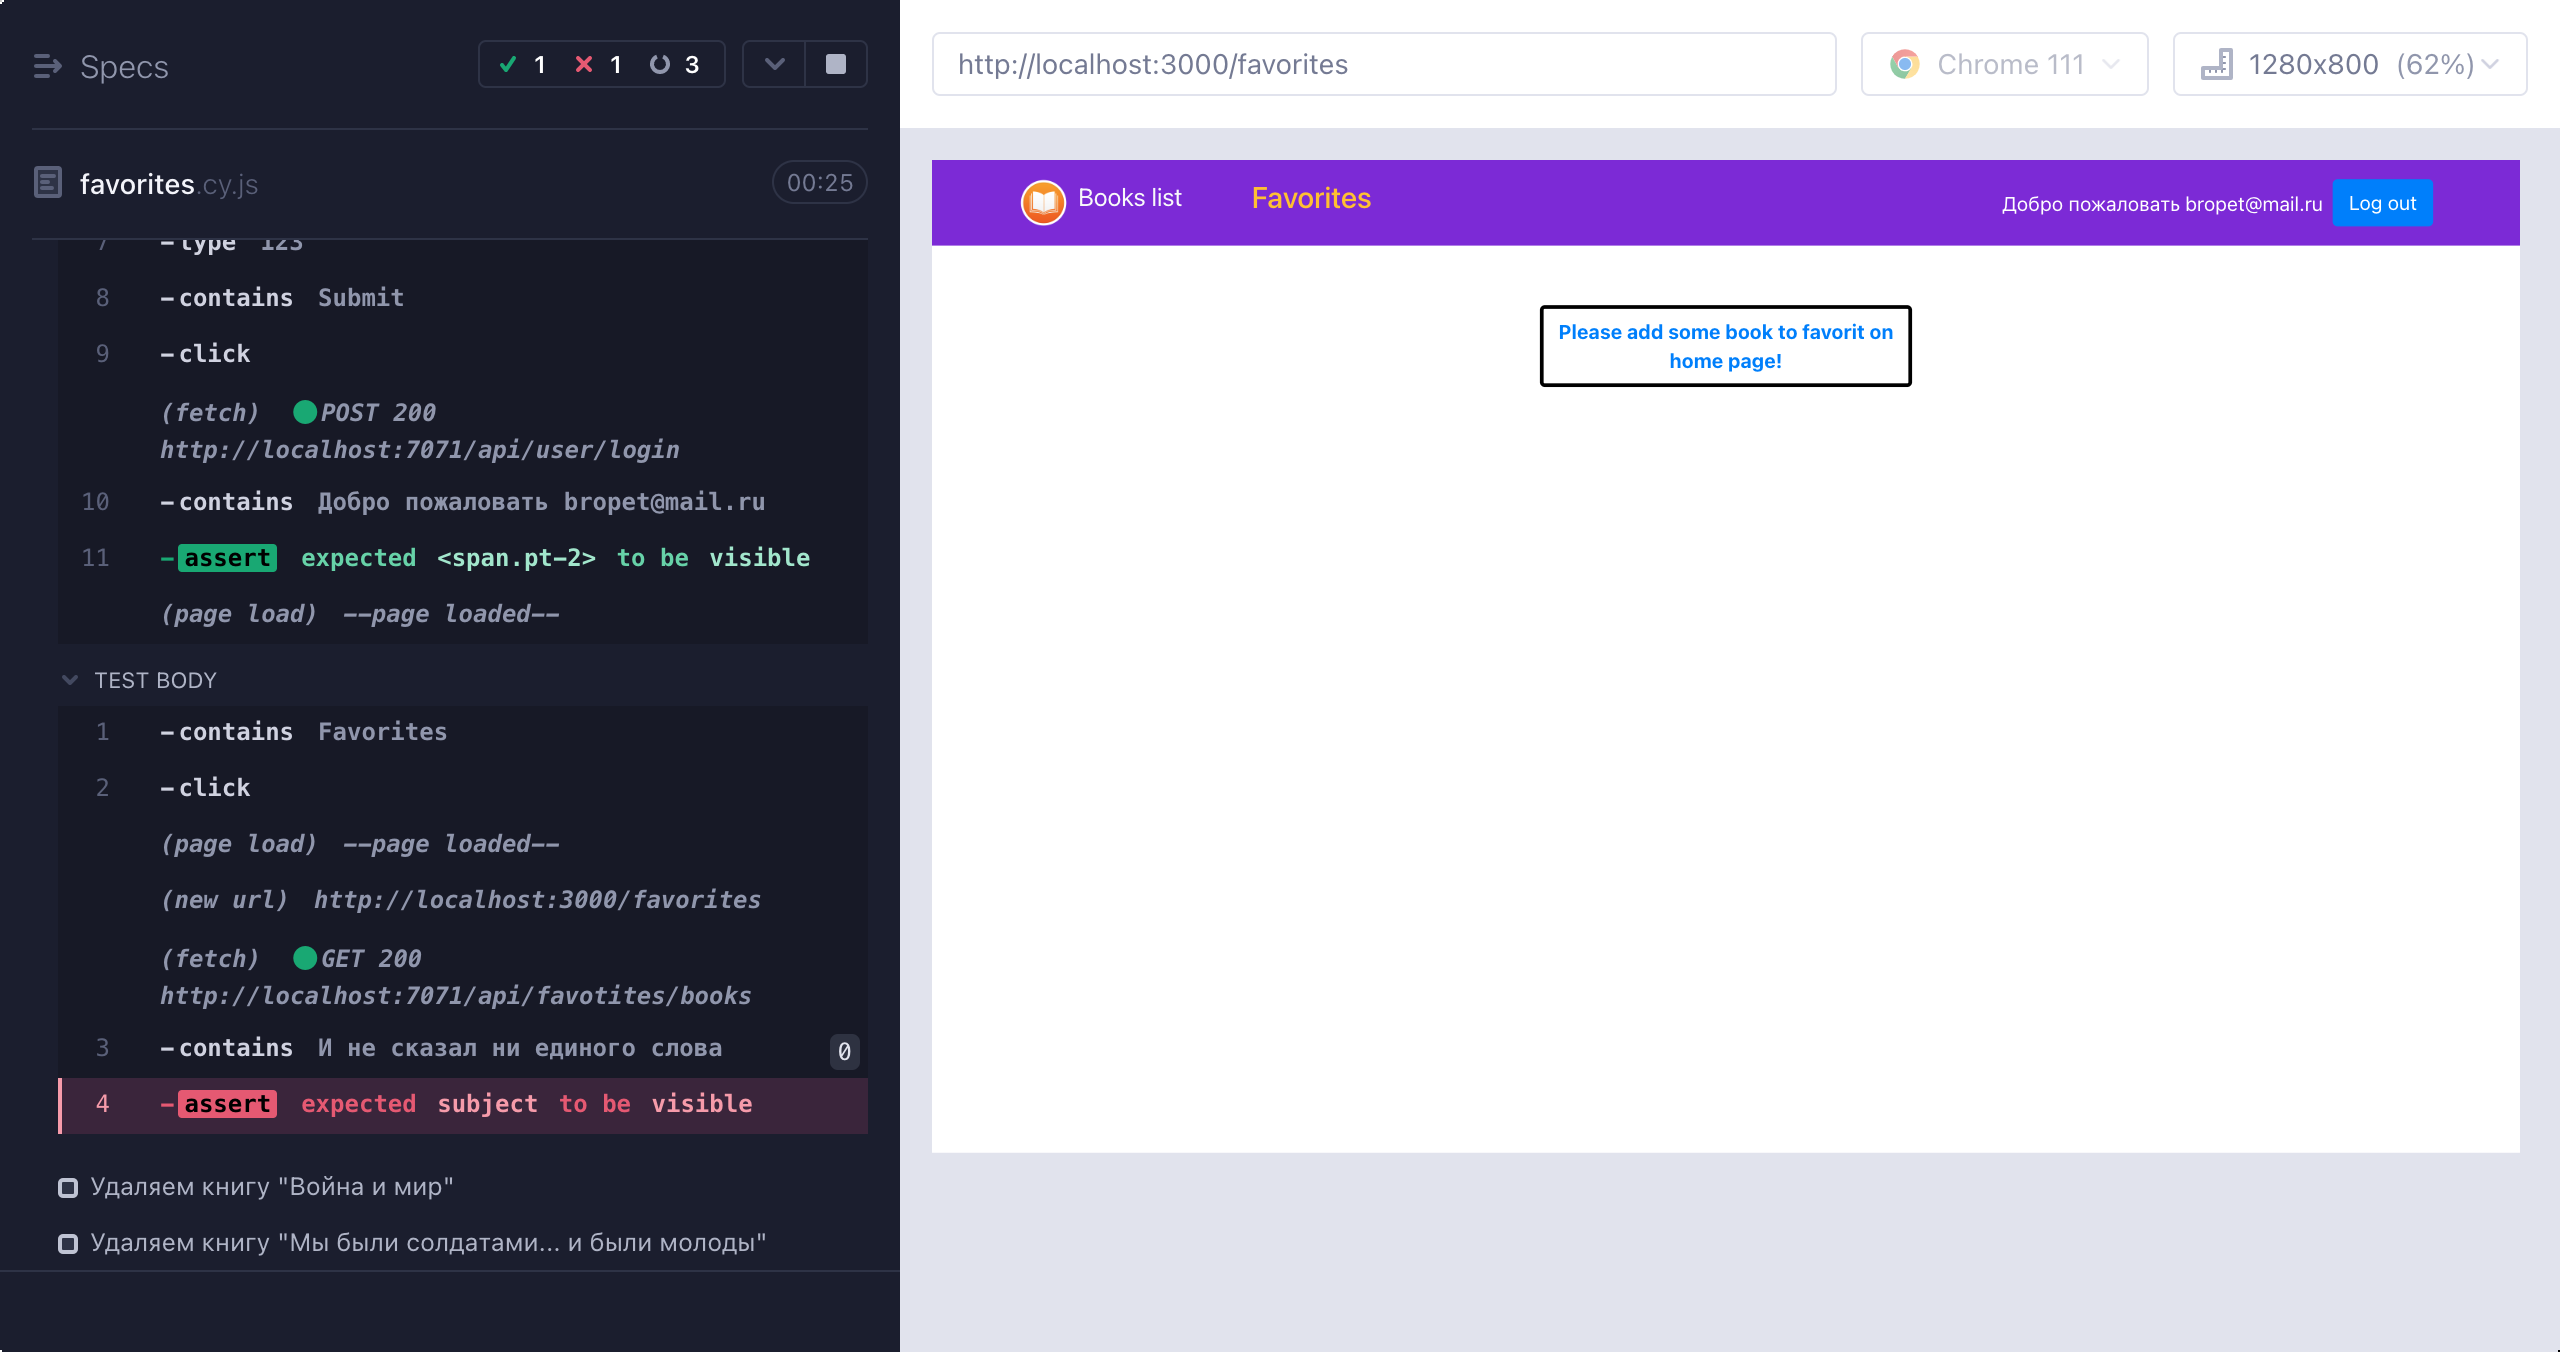 Specs
1 1 3
favorites.cy.js 00:25
7 -type 123
8 -contains Submit
9 -click
(fetch) POST 200
http://localhost:7071/api/user/login
10 -contains Добро пожаловать bropet@mail.ru
11 -assert expected <span.pt-2> to be visible
(page load) --page loaded--
TEST BODY
1 -contains Favorites
2 -click
(page load) --page loaded--
(new url) http://localhost:3000/favorites
(fetch) GET 200
http://localhost:7071/api/favotites/books
3 -contains И не сказал ни единого слова 0
4 -assert expected subject to be visible
Удаляем книгу "Война и мир"
Удаляем книгу "Мы были солдатами... и были молоды"
http://localhost:3000/favorites
Chrome 111
1280x800 (62%)
Books list
Favorites
Добро пожаловать bropet@mail.ru
Log out
Please add some book to favorit on
home page!